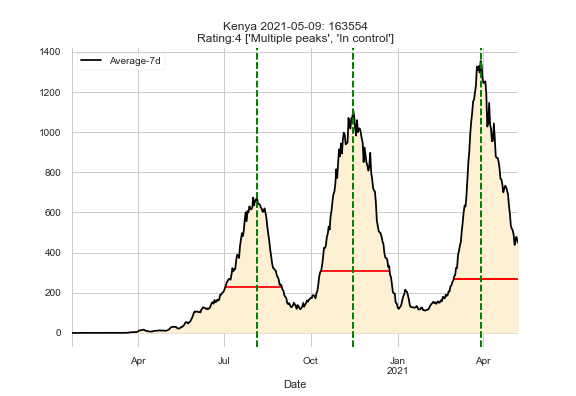 Kenya 2021-05-09: 163554
Rating:4 ['Multiple peaks', 'In control']
Average-7d
1400
1200
1000
800
600
400
200
0
Apr Jul Oct Jan Apr
2021
Date